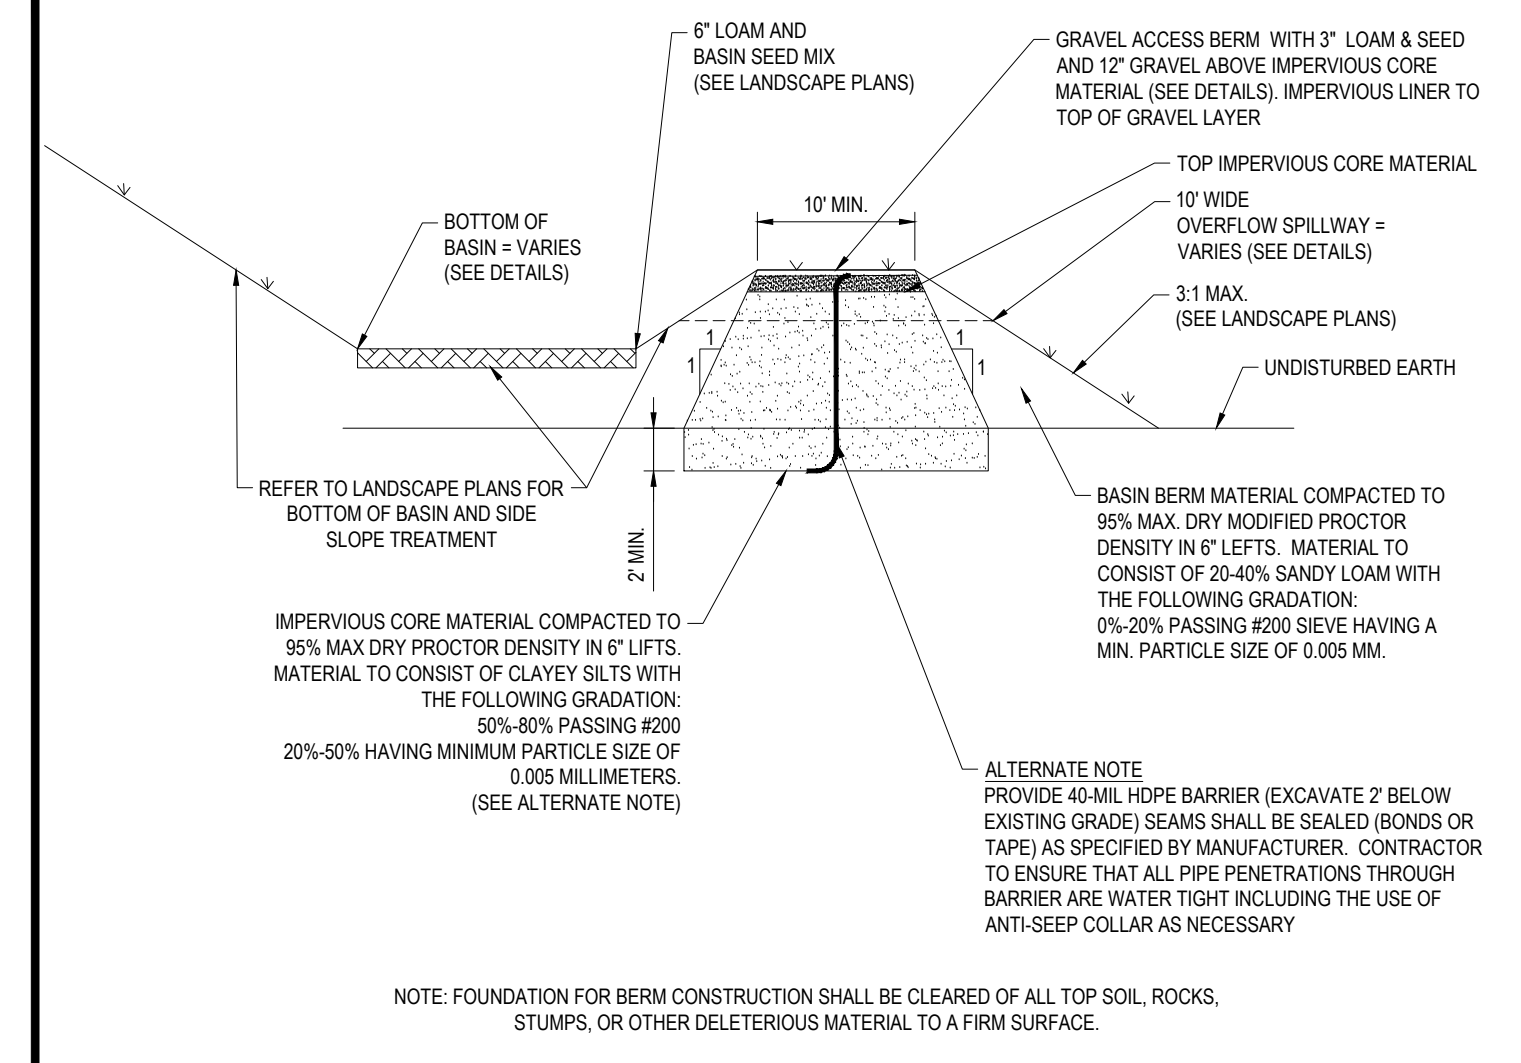 6" LOAM AND
BASIN SEED MIX
(SEE LANDSCAPE PLANS)
GRAVEL ACCESS BERM WITH 3" LOAM & SEED
AND 12" GRAVEL ABOVE IMPERVIOUS CORE
MATERIAL (SEE DETAILS). IMPERVIOUS LINER TO
TOP OF GRAVEL LAYER
TOP IMPERVIOUS CORE MATERIAL
10' WIDE
OVERFLOW SPILLWAY =
VARIES (SEE DETAILS)
10' MIN.
BOTTOM OF
BASIN = VARIES
(SEE DETAILS)
3:1 MAX.
(SEE LANDSCAPE PLANS)
1
1
1
1
UNDISTURBED EARTH
REFER TO LANDSCAPE PLANS FOR
BOTTOM OF BASIN AND SIDE
SLOPE TREATMENT
2' MIN.
BASIN BERM MATERIAL COMPACTED TO
95% MAX. DRY MODIFIED PROCTOR
DENSITY IN 6" LEFTS. MATERIAL TO
CONSIST OF 20-40% SANDY LOAM WITH
THE FOLLOWING GRADATION:
0%-20% PASSING #200 SIEVE HAVING A
MIN. PARTICLE SIZE OF 0.005 MM.
IMPERVIOUS CORE MATERIAL COMPACTED TO
95% MAX DRY PROCTOR DENSITY IN 6" LIFTS.
MATERIAL TO CONSIST OF CLAYEY SILTS WITH
THE FOLLOWING GRADATION:
50%-80% PASSING #200
20%-50% HAVING MINIMUM PARTICLE SIZE OF
0.005 MILLIMETERS.
(SEE ALTERNATE NOTE)
ALTERNATE NOTE
PROVIDE 40-MIL HDPE BARRIER (EXCAVATE 2' BELOW
EXISTING GRADE) SEAMS SHALL BE SEALED (BONDS OR
TAPE) AS SPECIFIED BY MANUFACTURER. CONTRACTOR
TO ENSURE THAT ALL PIPE PENETRATIONS THROUGH
BARRIER ARE WATER TIGHT INCLUDING THE USE OF
ANTI-SEEP COLLAR AS NECESSARY
NOTE: FOUNDATION FOR BERM CONSTRUCTION SHALL BE CLEARED OF ALL TOP SOIL, ROCKS,
STUMPS, OR OTHER DELETERIOUS MATERIAL TO A FIRM SURFACE.